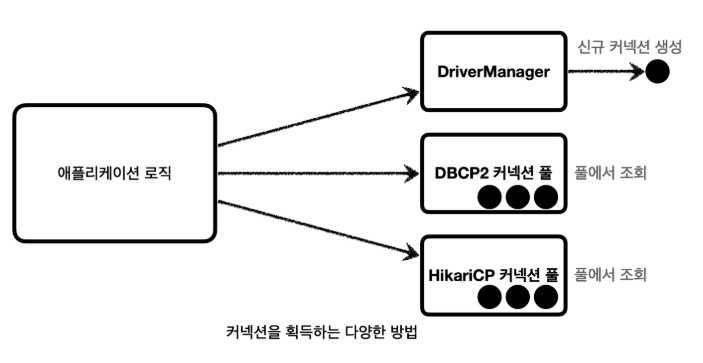 신규 커넥션 생성
DriverManager
애플리케이션 로직
DBCP2 커넥션 풀
풀에서 조회
HikariCP 커넥션 풀
풀에서 조회
커넥션을 획득하는 다양한 방법